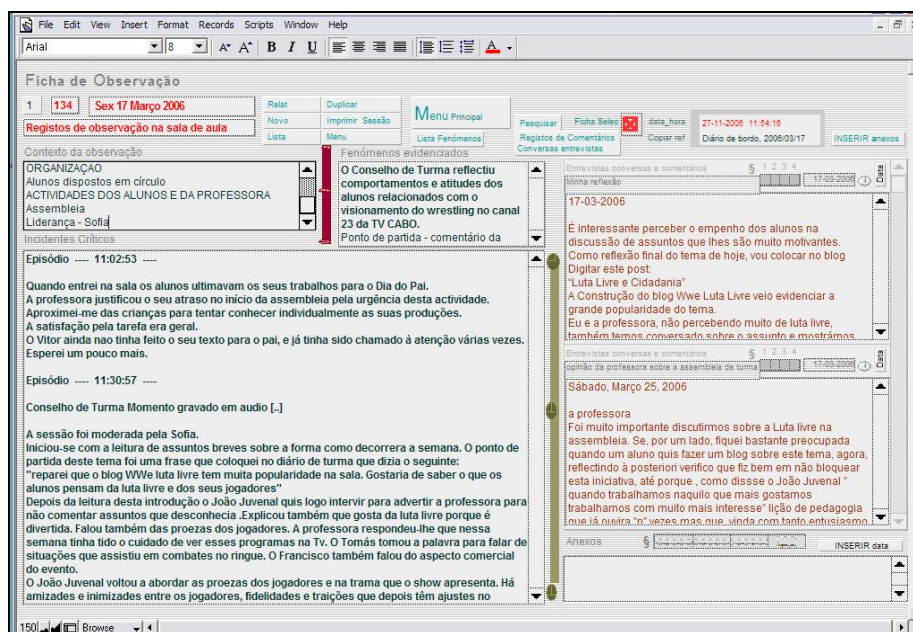 File Edit View Insert Format Records Scripts Window Help
Arial 8 B I U A
Ficha de Observação
1 134 Sex 17 Março 2006
Registos de observação na sala de aula
Relat Duplicar
Novo Imprimir Sessão
Lista Menu
Menu Principal
Lista Fenómenos
Pesquisar Ficha Selec
Registos de Comentários
Conversas entrevistas
data_hora
Copiar ref
27-11-2006 11:54:16
Diário de bordo, 2006/03/17
INSERIR anexos
Contexto da observação
ORGANIZAÇAO
Alunos dispostos em círculo
ACTIVIDADES DOS ALUNOS E DA PROFESSORA
Assembleia
Liderança - Sofia
Fenómenos evidenciados
O Conselho de Turma reflectiu
comportamentos e atitudes dos
alunos relacionados com o
visionamento do wrestling no canal
23 da TV CABO.
Ponto de partida - comentário da
Incidentes Críticos
Episódio ---- 11:02:53 ----
Quando entrei na sala os alunos ultimavam os seus trabalhos para o Dia do Pai.
A professora justificou o seu atraso no início da assembleia pela urgência desta actividade.
Aproximei-me das crianças para tentar conhecer individualmente as suas produções.
A satisfação pela tarefa era geral.
O Vitor ainda nao tinha feito o seu texto para o pai, e já tinha sido chamado à atenção várias vezes.
Esperei um pouco mais.
Episódio ---- 11:30:57 ----
Conselho de Turma Momento gravado em audio [..]
A sessão foi moderada pela Sofia.
Iniciou-se com a leitura de assuntos breves sobre a forma como decorrera a semana. O ponto de
partida deste tema foi uma frase que coloquei no diário de turma que dizia o seguinte:
"reparei que o blog WWe luta livre tem muita popularidade na sala. Gostaria de saber o que os
alunos pensam da luta livre e dos seus jogadores"
Depois da leitura desta introdução o João Juvenal quis logo intervir para advertir a professora para
não comentar assuntos que desconhecia .Explicou também que gosta da luta livre porque é
divertida. Falou também das proezas dos jogadores. A professora respondeu-lhe que nessa
semana tinha tido o cuidado de ver esses programas na Tv. O Tomás tomou a palavra para falar de
situações que assistiu em combates no ringue. O Francisco também falou do aspecto comercial
do evento.
O João Juvenal voltou a abordar as proezas dos jogadores e na trama que o show apresenta. Há
amizades e inimizades entre os jogadores, fidelidades e traições que depois têm ajustes no
Entrevistas conversas e comentários § 1 2 3 4
Minha reflexão 17-03-2006 Data
17-03-2006
É interessante perceber o empenho dos alunos na
discussão de assuntos que lhes são muito motivantes.
Como reflexão final do tema de hoje, vou colocar no blog
Digitar este post:
"Luta Livre e Cidadania"
A Construção do blog Wwe Luta Livre veio evidenciar a
grande popularidade do tema.
Eu e a professora, não percebendo muito de luta livre,
também temos conversado sobre o assunto e mostrámos
Entrevistas conversas e comentários § 1 2 3 4
opinião da professora sobre a assembleia de turma 17-03-2006 Data
Sábado, Março 25, 2006
a professora
Foi muito importante discutirmos sobre a Luta livre na
assembleia. Se, por um lado, fiquei bastante preocupada
quando um aluno quis fazer um blog sobre este tema, agora,
reflectindo à posteriori verifico que fiz bem em não bloquear
esta iniciativa, até porque , como dissse o João Juvenal "
quando trabalhamos naquilo que mais gostamos
trabalhamos com muito mais interesse" lição de pedagogia
que já ouvira "n" vezes mas que, vinda com tanto entusiasmo
Anexos §
INSERIR data
150 Browse